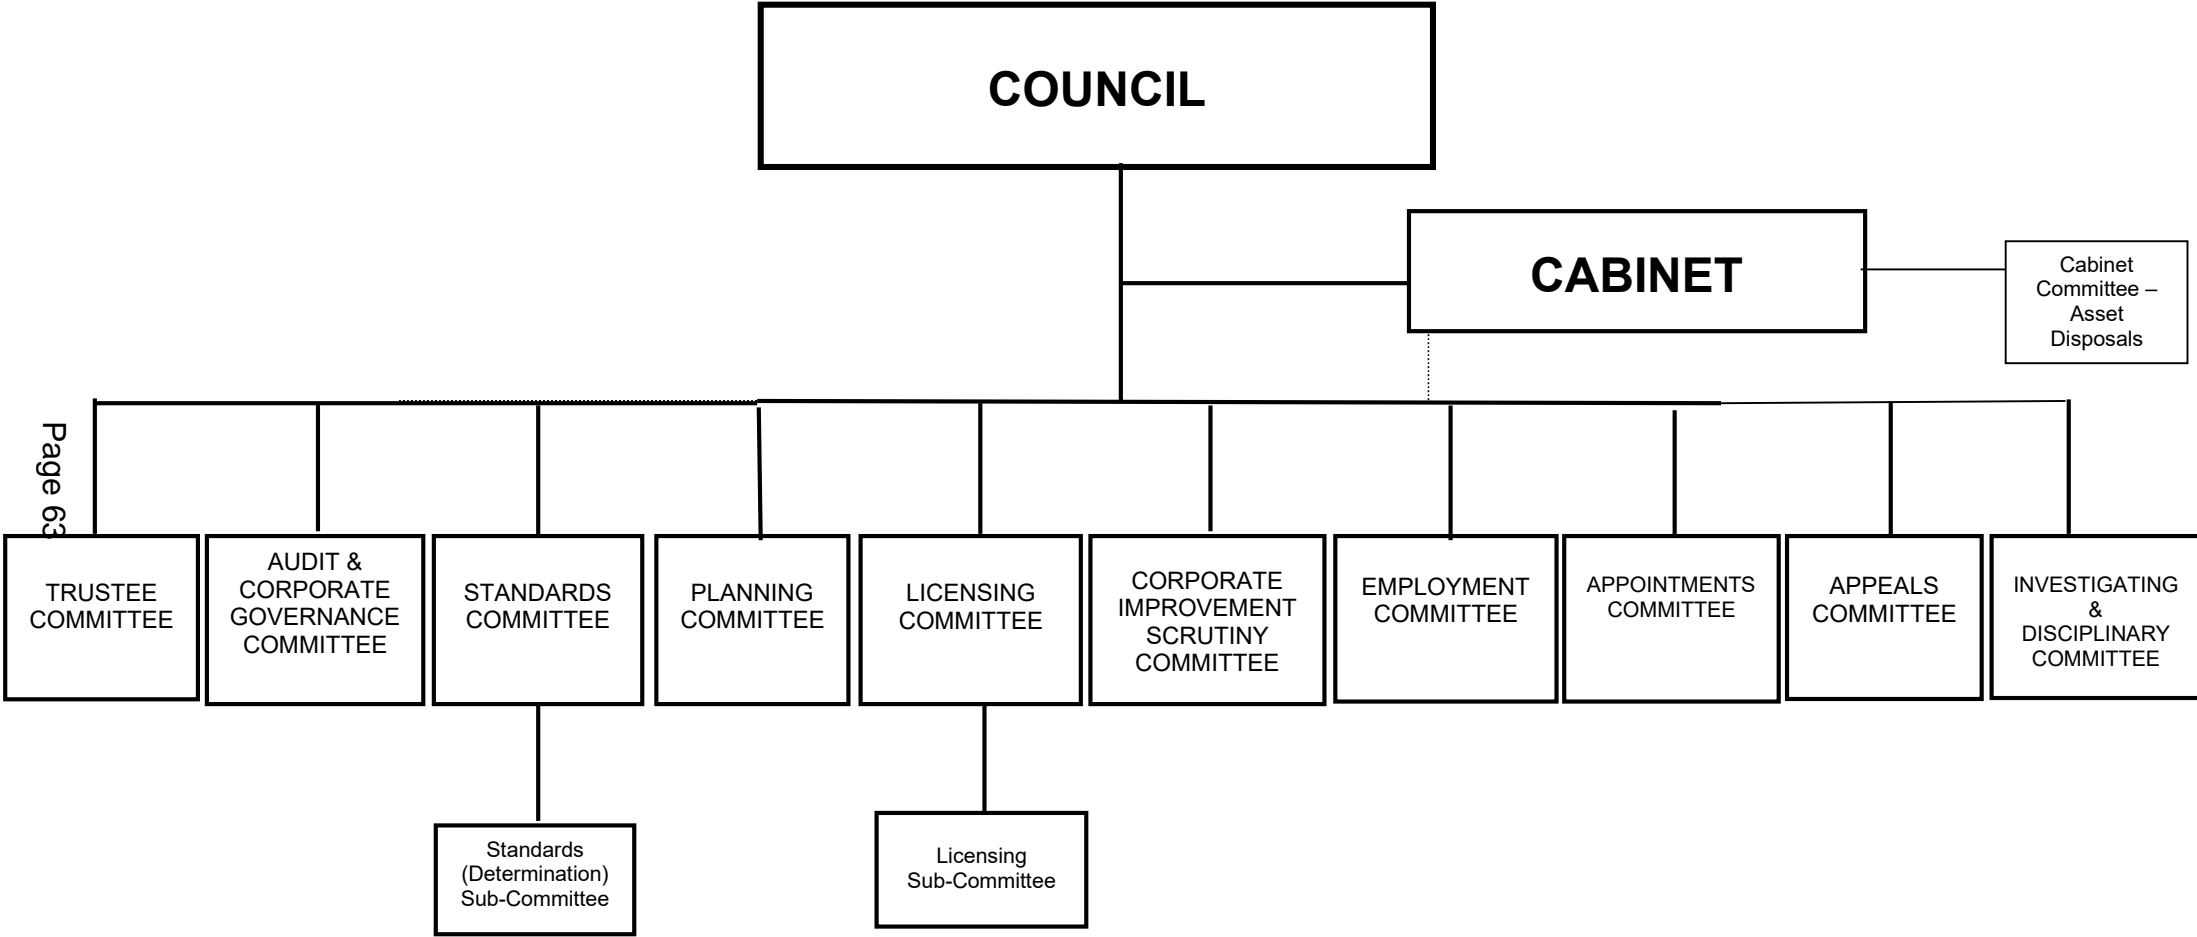 COUNCIL
CABINET
Cabinet
Committee –
Asset
Disposals
Page 63
TRUSTEE
COMMITTEE
AUDIT &
CORPORATE
GOVERNANCE
COMMITTEE
STANDARDS
COMMITTEE
PLANNING
COMMITTEE
LICENSING
COMMITTEE
CORPORATE
IMPROVEMENT
SCRUTINY
COMMITTEE
EMPLOYMENT
COMMITTEE
APPOINTMENTS
COMMITTEE
APPEALS
COMMITTEE
INVESTIGATING
&
DISCIPLINARY
COMMITTEE
Standards
(Determination)
Sub-Committee
Licensing
Sub-Committee